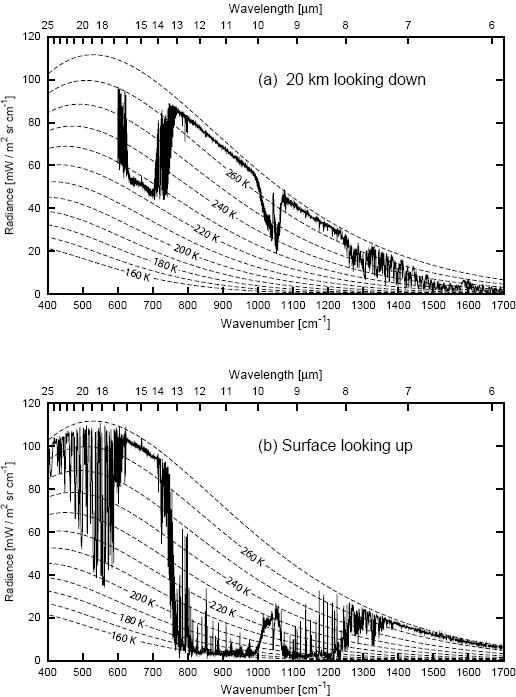 Wavelength [µm]
25 20 18 15 14 13 12 11 10 9 8 7 6
120
100
80
60
40
20
0
(a) 20 km looking down
260 K
240 K
220 K
200 K
180 K
160 K
Radiance [mW / m² sr cm⁻¹]
400 500 600 700 800 900 1000 1100 1200 1300 1400 1500 1600 1700
Wavenumber [cm⁻¹]
Wavelength [µm]
25 20 18 15 14 13 12 11 10 9 8 7 6
120
100
80
60
40
20
0
(b) Surface looking up
260 K
240 K
220 K
200 K
180 K
160 K
Radiance [mW / m² sr cm⁻¹]
400 500 600 700 800 900 1000 1100 1200 1300 1400 1500 1600 1700
Wavenumber [cm⁻¹]